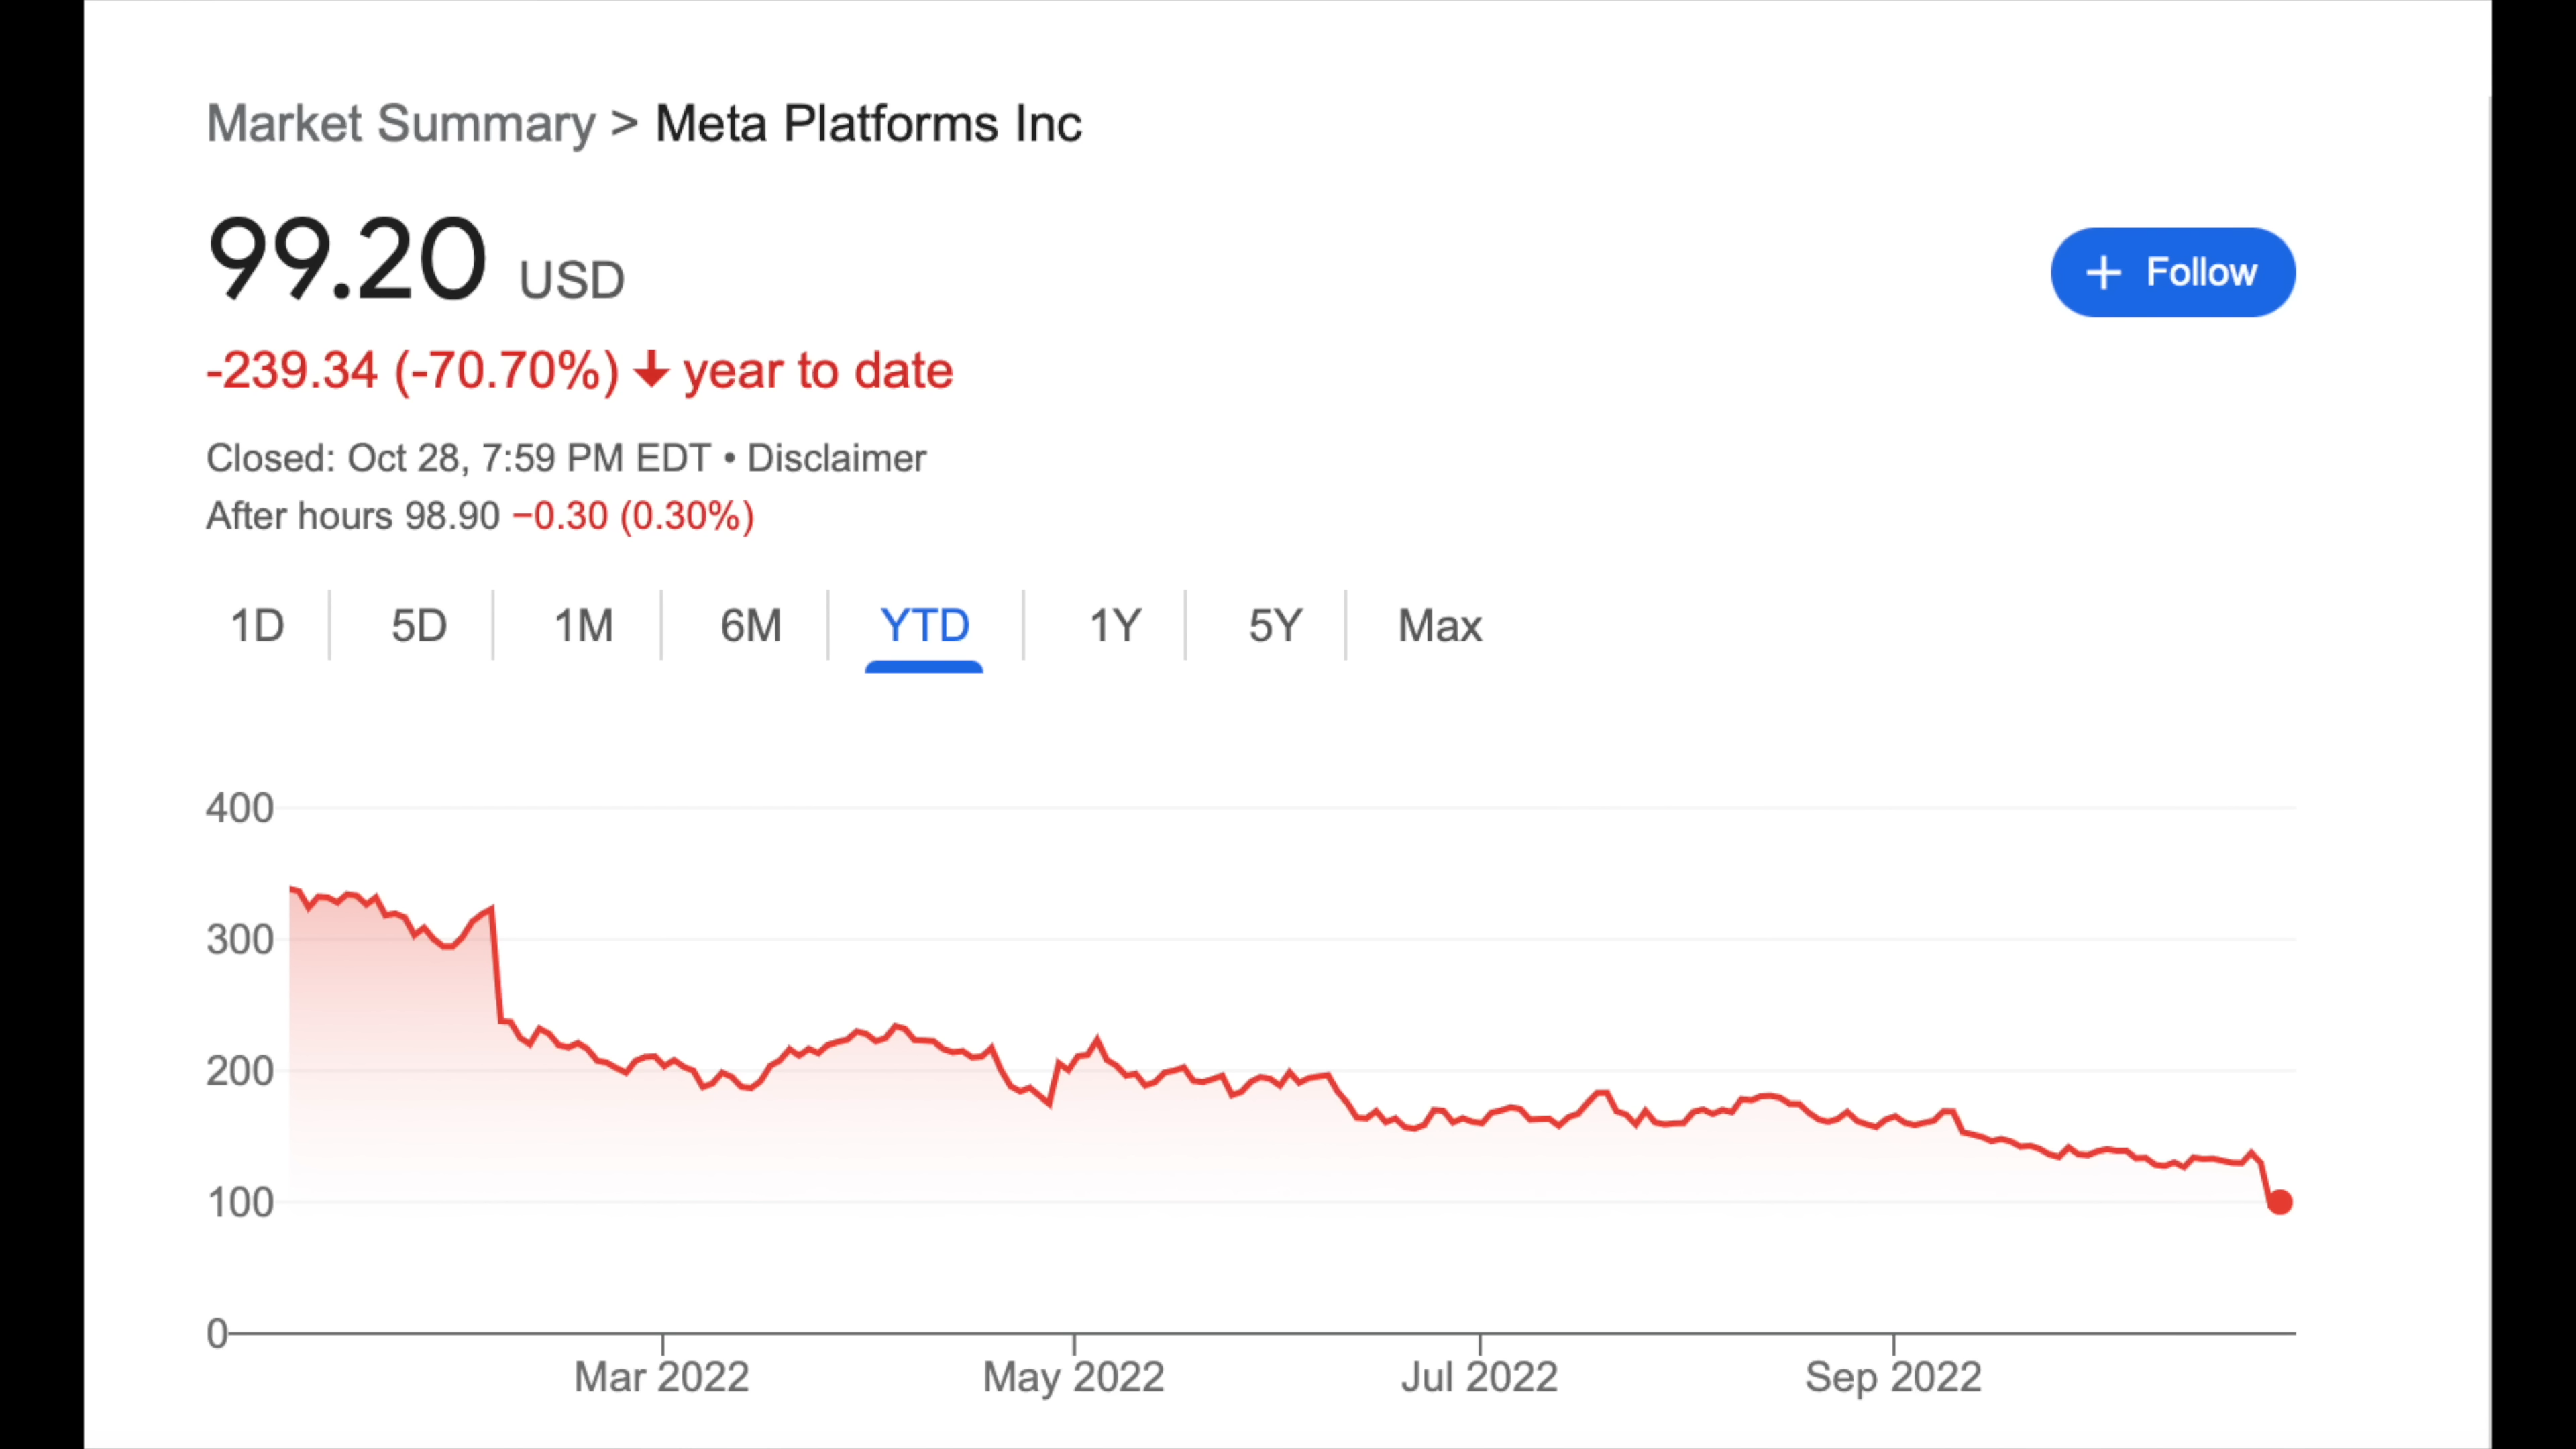 Market Summary > Meta Platforms Inc
99.20 USD
+ Follow
-239.34 (-70.70%) ↓ year to date
Closed: Oct 28, 7:59 PM EDT • Disclaimer
After hours 98.90 −0.30 (0.30%)
1D 5D 1M 6M YTD 1Y 5Y Max
400
300
200
100
0
Mar 2022 May 2022 Jul 2022 Sep 2022